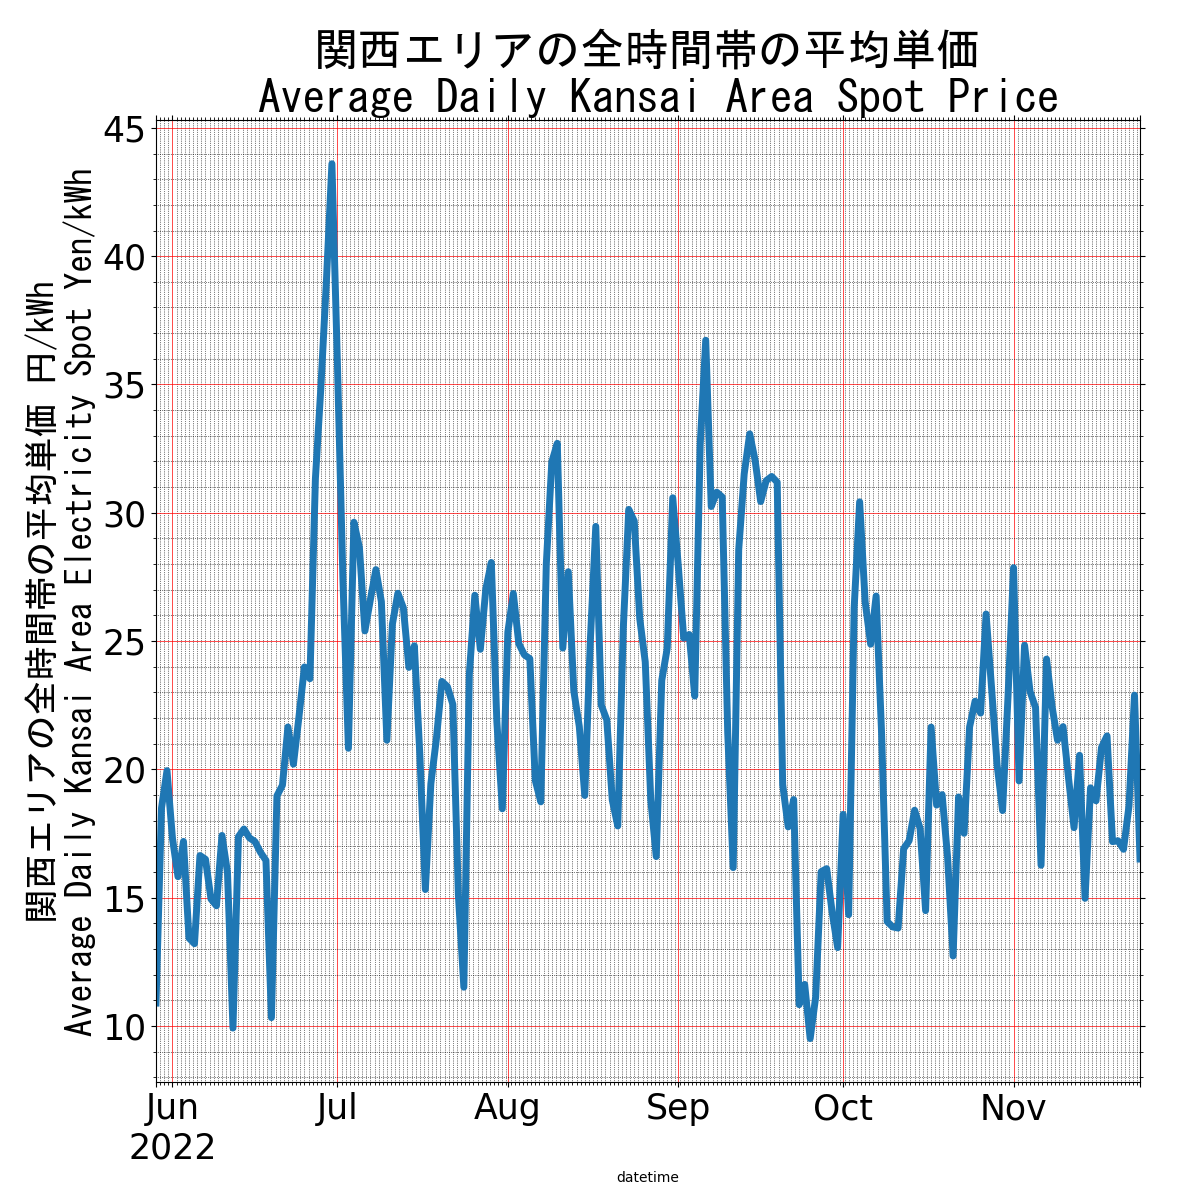 関西エリアの全時間帯の平均単価
Average Daily Kansai Area Spot Price
関西エリアの全時間帯の平均単価 円/kWh
Average Daily Kansai Area Electricity Spot Yen/kWh
45
40
35
30
25
20
15
10
Jun
2022
Jul
Aug
Sep
Oct
Nov
datetime